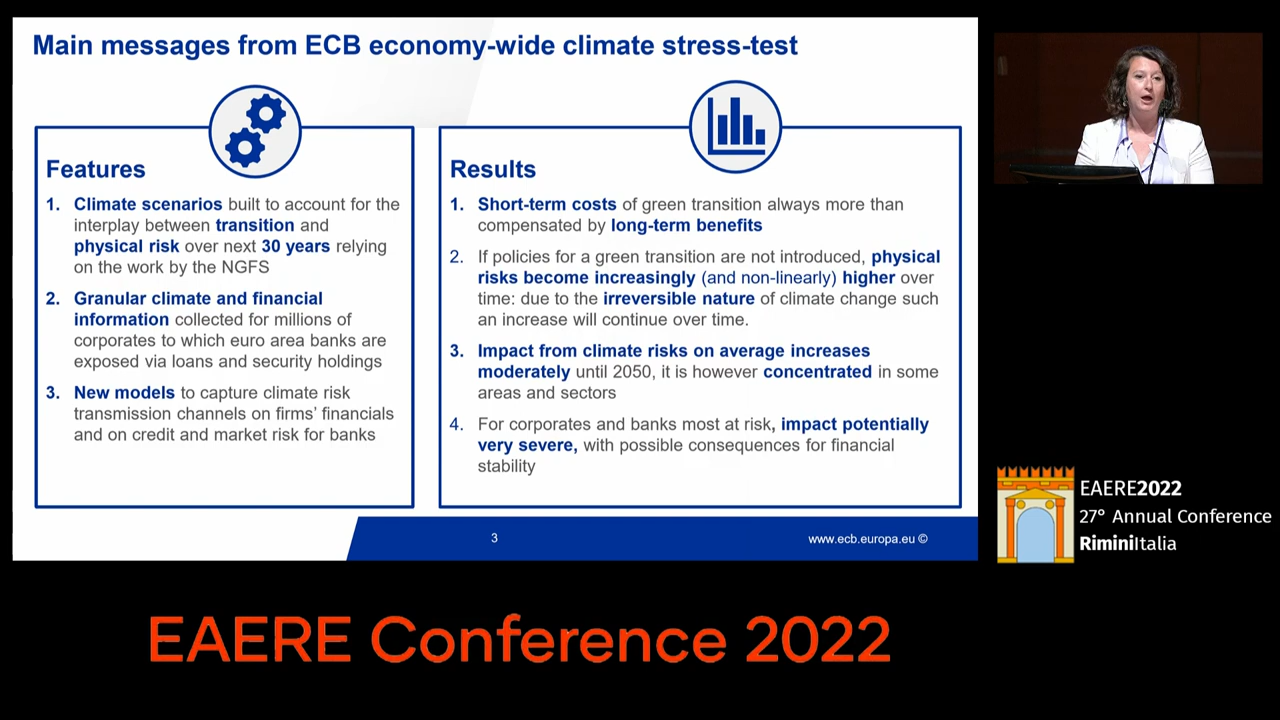 Main messages from ECB economy-wide climate stress-test
Features
1. Climate scenarios built to account for the
interplay between transition and
physical risk over next 30 years relying
on the work by the NGFS
2. Granular climate and financial
information collected for millions of
corporates to which euro area banks are
exposed via loans and security holdings
3. New models to capture climate risk
transmission channels on firms' financials
and on credit and market risk for banks
Results
1. Short-term costs of green transition always more than
compensated by long-term benefits
2. If policies for a green transition are not introduced, physical
risks become increasingly (and non-linearly) higher over
time: due to the irreversible nature of climate change such
an increase will continue over time.
3. Impact from climate risks on average increases
moderately until 2050, it is however concentrated in some
areas and sectors
4. For corporates and banks most at risk, impact potentially
very severe, with possible consequences for financial
stability
3
www.ecb.europa.eu ©
EAERE2022
27° Annual Conference
RiminiItalia
EAERE Conference 2022